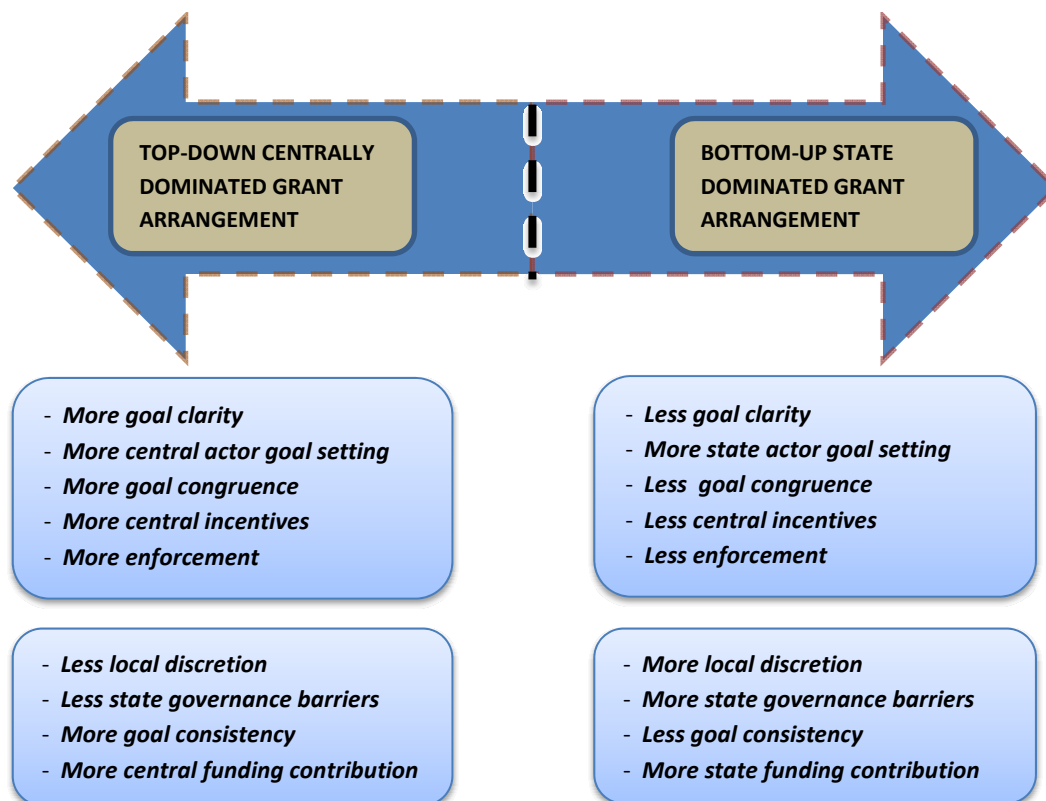 TOP-DOWN CENTRALLY
DOMINATED GRANT
ARRANGEMENT
BOTTOM-UP STATE
DOMINATED GRANT
ARRANGEMENT
- More goal clarity
- More central actor goal setting
- More goal congruence
- More central incentives
- More enforcement
- Less goal clarity
- More state actor goal setting
- Less  goal congruence
- Less central incentives
- Less enforcement
- Less local discretion
- Less state governance barriers
- More goal consistency
- More central funding contribution
- More local discretion
- More state governance barriers
- Less goal consistency
- More state funding contribution